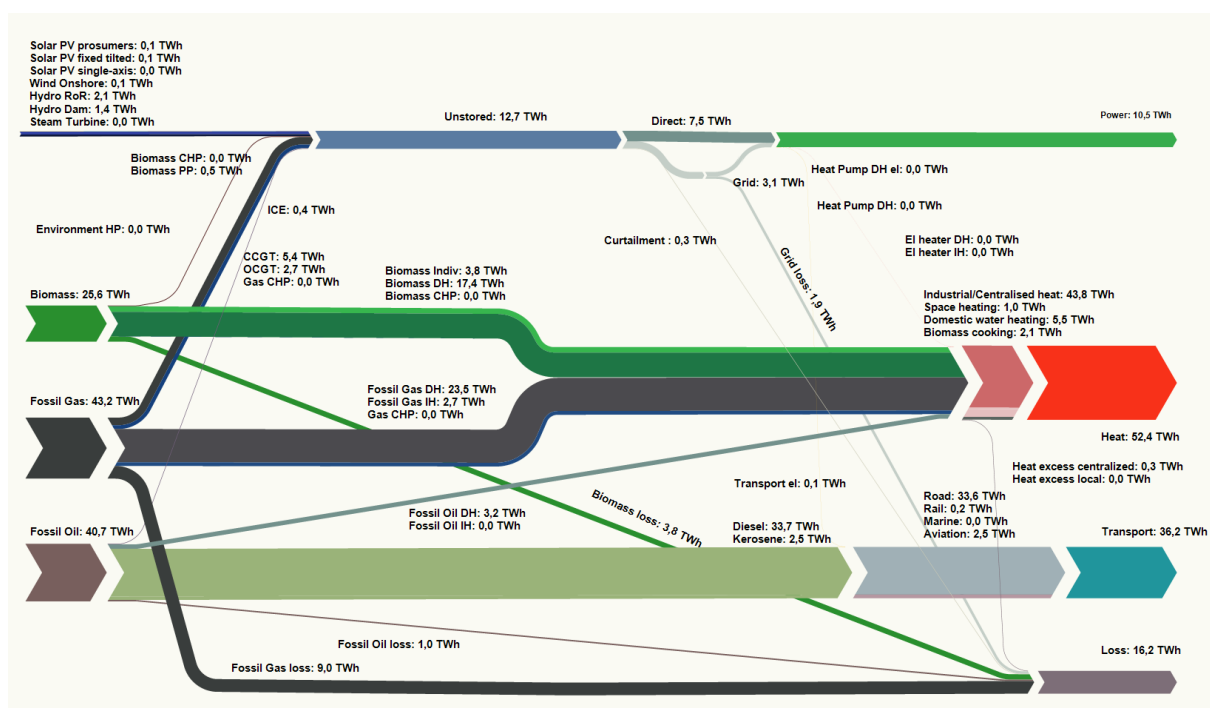 Solar PV prosumers: 0,1 TWh
Solar PV fixed tilted: 0,1 TWh
Solar PV single-axis: 0,0 TWh
Wind Onshore: 0,1 TWh
Hydro RoR: 2,1 TWh
Hydro Dam: 1,4 TWh
Steam Turbine: 0,0 TWh
Unstored: 12,7 TWh
Direct: 7,5 TWh
Power: 10,5 TWh
Biomass CHP: 0,0 TWh
Biomass PP: 0,5 TWh
Heat Pump DH el: 0,0 TWh
Grid: 3,1 TWh
Heat Pump DH: 0,0 TWh
ICE: 0,4 TWh
Environment HP: 0,0 TWh
Curtailment : 0,3 TWh
El heater DH: 0,0 TWh
El heater IH: 0,0 TWh
Grid loss: 1,9 TWh
CCGT: 5,4 TWh
OCGT: 2,7 TWh
Gas CHP: 0,0 TWh
Biomass Indiv: 3,8 TWh
Biomass DH: 17,4 TWh
Biomass CHP: 0,0 TWh
Biomass: 25,6 TWh
Industrial/Centralised heat: 43,8 TWh
Space heating: 1,0 TWh
Domestic water heating: 5,5 TWh
Biomass cooking: 2,1 TWh
Fossil Gas DH: 23,5 TWh
Fossil Gas IH: 2,7 TWh
Gas CHP: 0,0 TWh
Fossil Gas: 43,2 TWh
Heat: 52,4 TWh
Heat excess centralized: 0,3 TWh
Heat excess local: 0,0 TWh
Transport el: 0,1 TWh
Biomass loss: 3,8 TWh
Fossil Oil DH: 3,2 TWh
Fossil Oil IH: 0,0 TWh
Road: 33,6 TWh
Rail: 0,2 TWh
Marine: 0,0 TWh
Aviation: 2,5 TWh
Fossil Oil: 40,7 TWh
Diesel: 33,7 TWh
Kerosene: 2,5 TWh
Transport: 36,2 TWh
Fossil Oil loss: 1,0 TWh
Fossil Gas loss: 9,0 TWh
Loss: 16,2 TWh